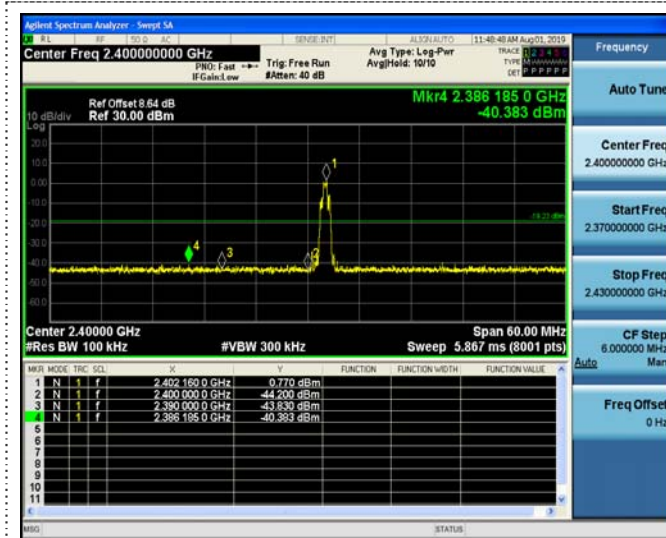 Agilent Spectrum Analyzer - Swept SA
RL RF 50 Ω AC SENSE:INT ALIGN AUTO 11:48:48 AM Aug 01, 2019
Center Freq 2.400000000 GHz
PNO: Fast
IFGain:Low
Trig: Free Run
#Atten: 40 dB
Avg Type: Log-Pwr
Avg|Hold: 10/10
TRACE 1 2 3 4 5 6
TYPE M
DET P P P P P P
Ref Offset 8.64 dB
Ref 30.00 dBm
10 dB/div
Log
Mkr4 2.386 185 0 GHz
-40.383 dBm
20.0
10.0
0.00
-10.0
-20.0
-30.0
-40.0
-50.0
-60.0
1
2
3
4
-19.23 dBm
Center 2.40000 GHz Span 60.00 MHz
#Res BW 100 kHz #VBW 300 kHz Sweep 5.867 ms (8001 pts)
MKR MODE TRC SCL X Y FUNCTION FUNCTION WIDTH FUNCTION VALUE
1 N 1 f 2.402 160 0 GHz 0.770 dBm
2 N 1 f 2.400 000 0 GHz -44.200 dBm
3 N 1 f 2.390 000 0 GHz -43.830 dBm
4 N 1 f 2.386 185 0 GHz -40.383 dBm
5
6
7
8
9
10
11
MSG STATUS
Frequency
Auto Tune
Center Freq
2.400000000 GHz
Start Freq
2.370000000 GHz
Stop Freq
2.430000000 GHz
CF Step
6.000000 MHz
Auto Man
Freq Offset
0 Hz